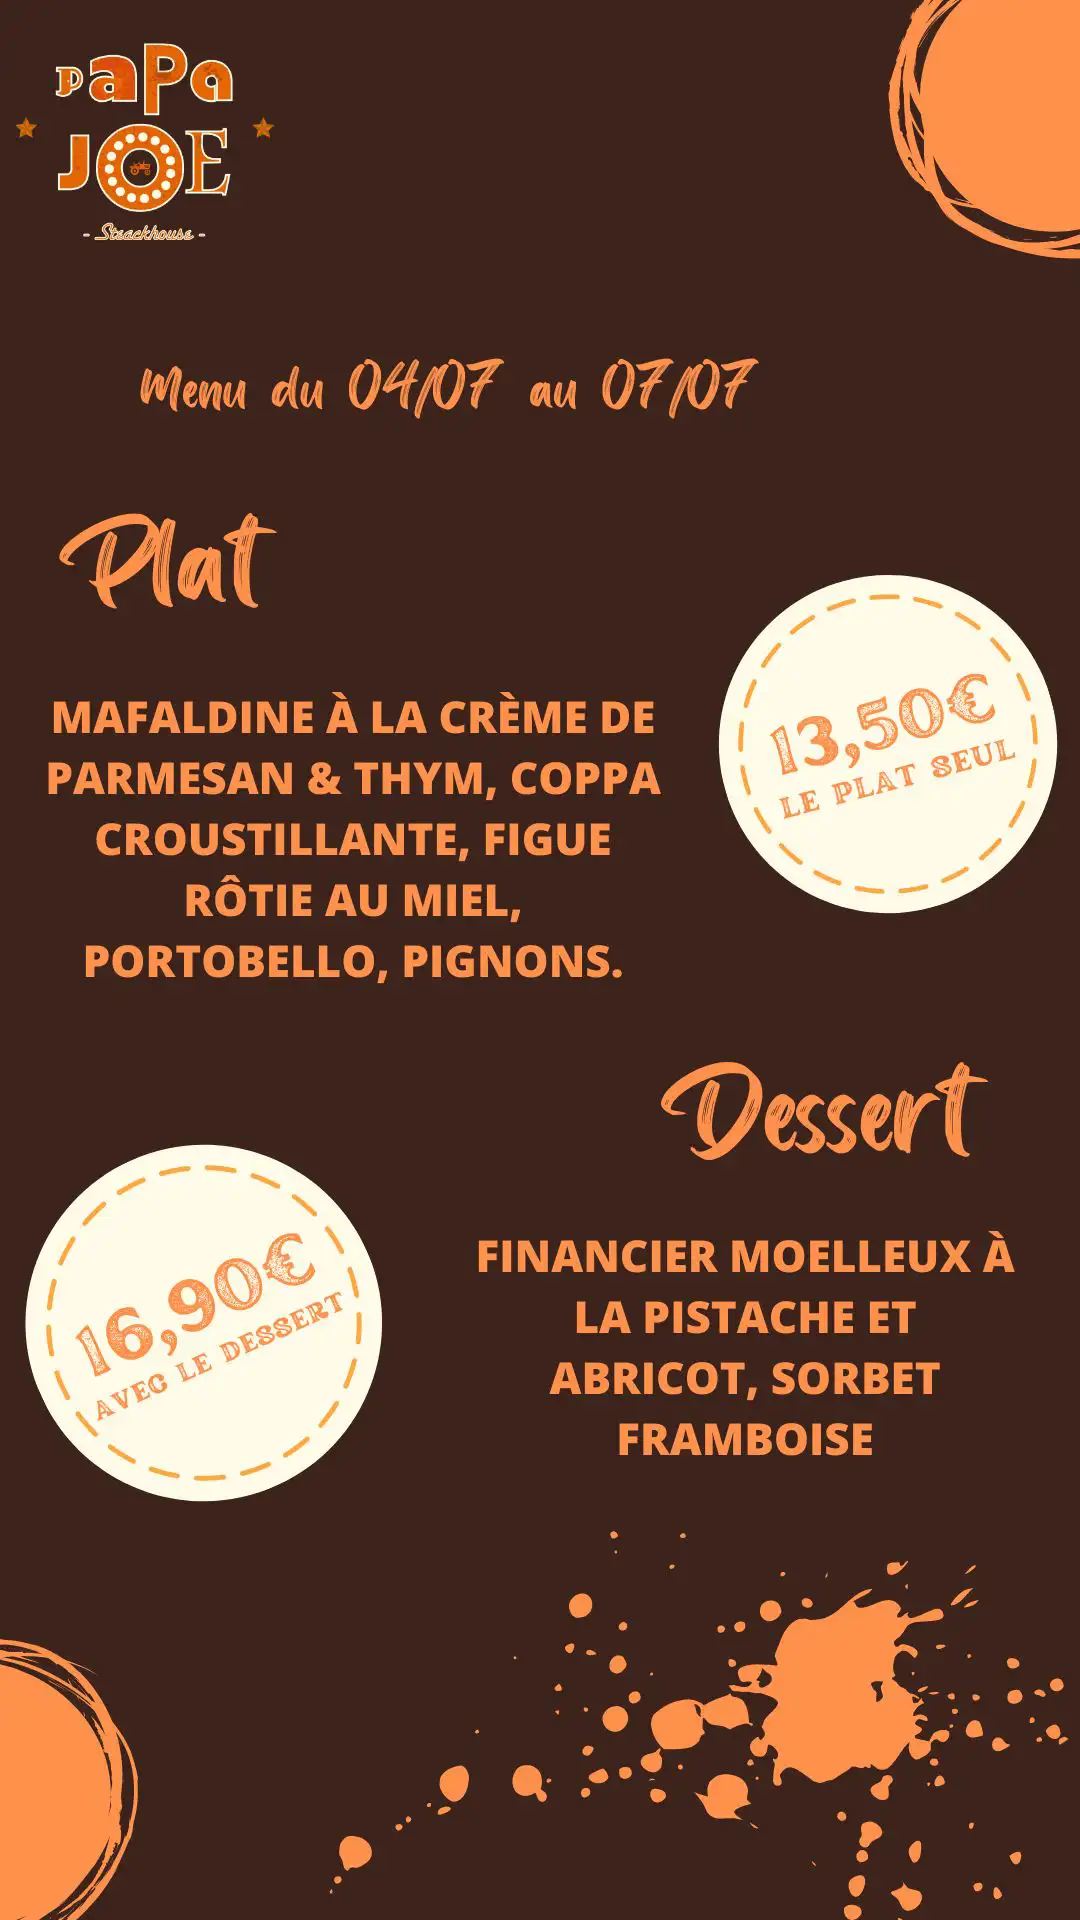 PAPA
JOE
- Steackhouse -
Menu du 04/07 au 07/07
Plat
MAFALDINE À LA CRÈME DE
PARMESAN & THYM, COPPA
CROUSTILLANTE, FIGUE
RÔTIE AU MIEL,
PORTOBELLO, PIGNONS.
13,50€
LE PLAT SEUL
Dessert
FINANCIER MOELLEUX À
LA PISTACHE ET
ABRICOT, SORBET
FRAMBOISE
16,90€
AVEC LE DESSERT